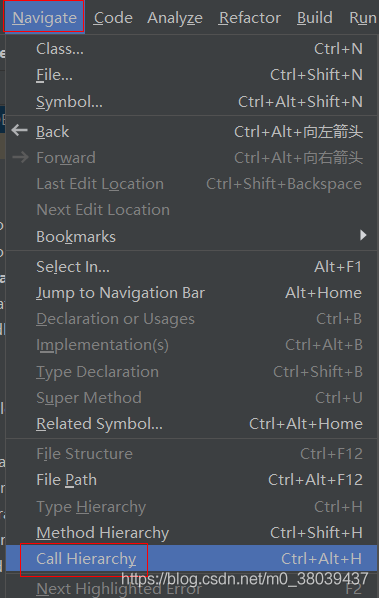 Navigate Code Analyze Refactor Build Run
Class... Ctrl+N
File... Ctrl+Shift+N
Symbol... Ctrl+Alt+Shift+N
Back Ctrl+Alt+向左箭头
Forward Ctrl+Alt+向右箭头
Last Edit Location Ctrl+Shift+Backspace
Next Edit Location
Bookmarks
Select In... Alt+F1
Jump to Navigation Bar Alt+Home
Declaration or Usages Ctrl+B
Implementation(s) Ctrl+Alt+B
Type Declaration Ctrl+Shift+B
Super Method Ctrl+U
Related Symbol... Ctrl+Alt+Home
File Structure Ctrl+F12
File Path Ctrl+Alt+F12
Type Hierarchy Ctrl+H
Method Hierarchy Ctrl+Shift+H
Call Hierarchy Ctrl+Alt+H
https://blog.csdn.net/m0_38039437
Next Highlighted Error F2